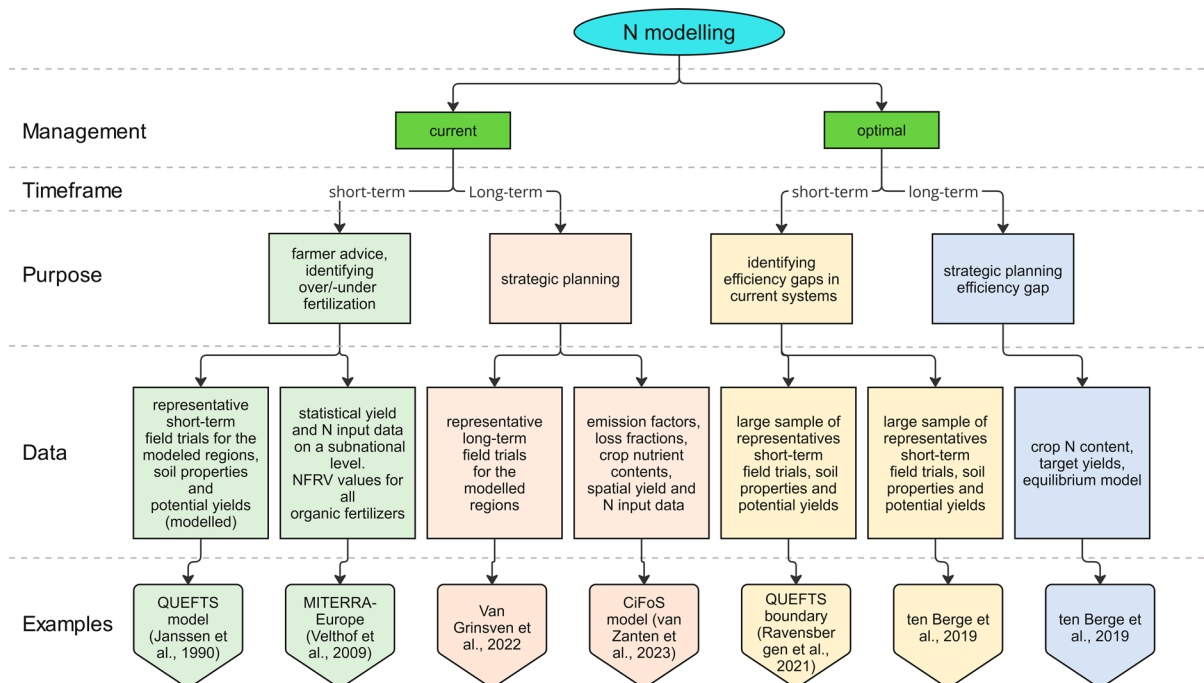 N modelling
Management
current
optimal
Timeframe
short-term
Long-term
short-term
long-term
Purpose
farmer advice,
identifying
over/-under
fertilization
strategic planning
identifying
efficiency gaps in
current systems
strategic planning
efficiency gap
Data
representative
short-term
field trials for the
modeled regions,
soil properties
and
potential yields
(modelled)
statistical yield
and N input data
on a subnational
level.
NFRV values for
all
organic fertilizers
representative
long-term
field trials
for the
modelled
regions
emission factors,
loss fractions,
crop nutrient
contents,
spatial yield and
N input data
large sample of
representatives
short-term
field trials, soil
properties and
potential yields
large sample of
representatives
short-term
field trials, soil
properties and
potential yields
crop N content,
target yields,
equilibrium model
Examples
QUEFTS
model
(Janssen et
al., 1990)
MITERRA-
Europe
(Velthof et
al., 2009)
Van
Grinsven et
al., 2022
CiFoS
model (van
Zanten et
al., 2023)
QUEFTS
boundary
(Ravensber
gen et al.,
2021)
ten Berge et
al., 2019
ten Berge et
al., 2019